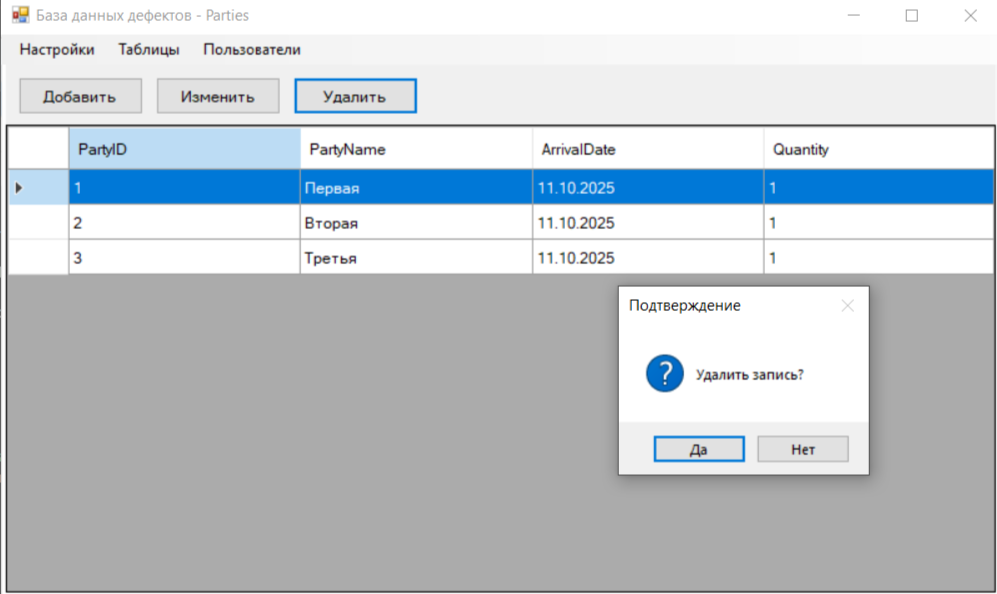 База данных дефектов - Parties
Настройки Таблицы Пользователи
Добавить Изменить Удалить
PartyID PartyName ArrivalDate Quantity
1 Первая 11.10.2025 1
2 Вторая 11.10.2025 1
3 Третья 11.10.2025 1
Подтверждение
?
Удалить запись?
Да Нет